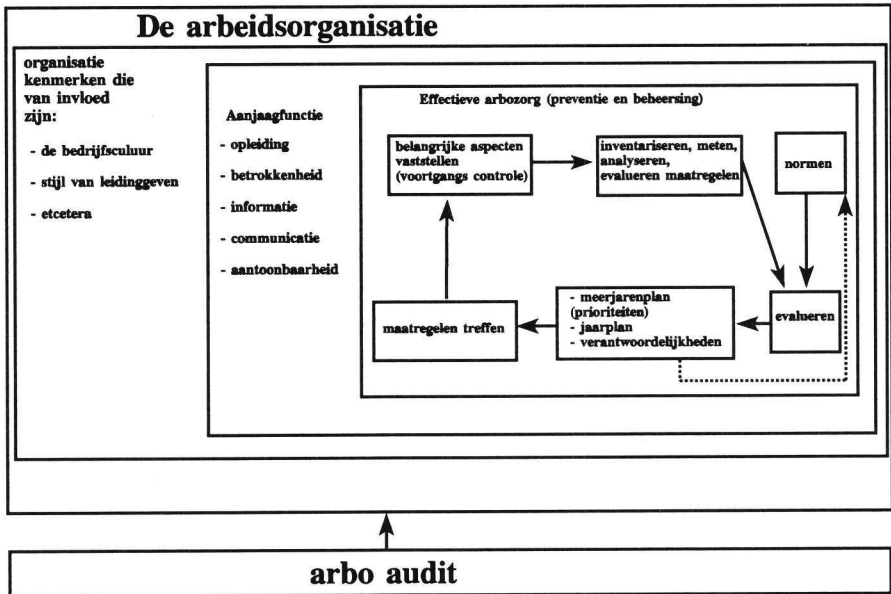 De arbeidsorganisatie
organisatie
kenmerken die
van invloed
zijn:
- de bedrijfsculuur
- stijl van leidinggeven
- etcetera
Aanjaagfunctie
- opleiding
- betrokkenheid
- informatie
- communicatie
- aantoonbaarheid
Effectieve arbozorg (preventie en beheersing)
belangrijke aspecten
vaststellen
(voortgangs controle)
inventariseren, meten,
analyseren,
evalueren maatregelen
normen
maatregelen treffen
- meerjarenplan
(prioriteiten)
- jaarplan
- verantwoordelijkheden
evalueren
arbo audit